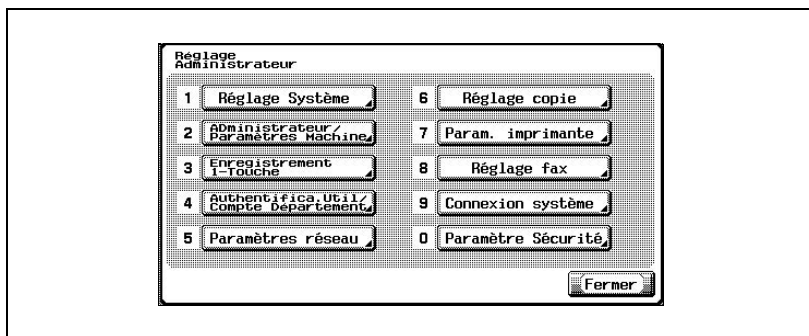 Réglage
Administrateur
1 Réglage Système
2 ADministrateur/
Paramètres Machine
3 Enregistrement
1-Touche
4 Authentifica.Util/
Compte Département
5 Paramètres réseau
6 Réglage copie
7 Param. imprimante
8 Réglage fax
9 Connexion système
0 Paramètre Sécurité
Fermer